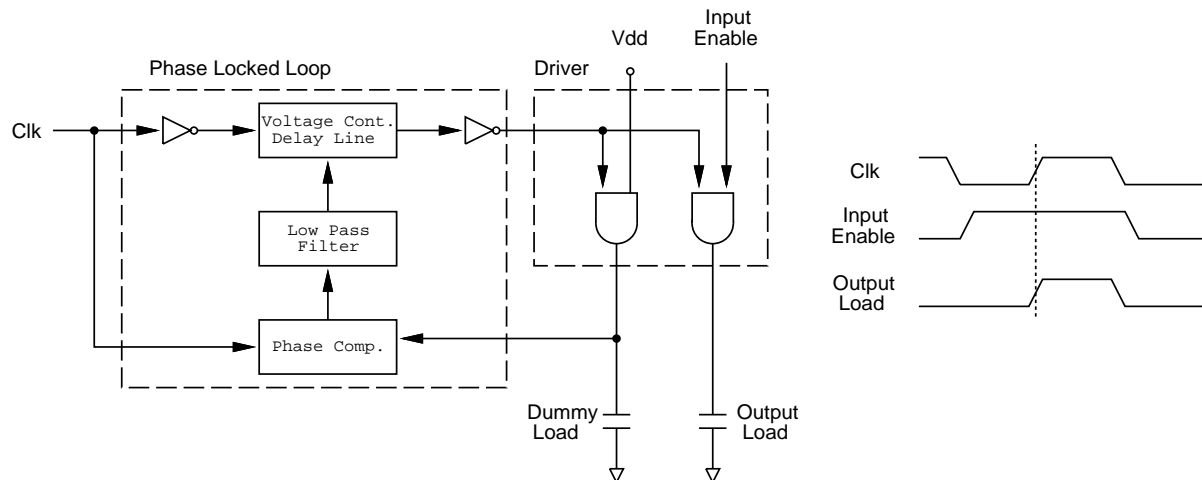 Input
Enable
Vdd
Phase Locked Loop
Driver
Clk
Voltage Cont.
Delay Line
Low Pass
Filter
Phase Comp.
Dummy
Load
Output
Load
Clk
Input
Enable
Output
Load